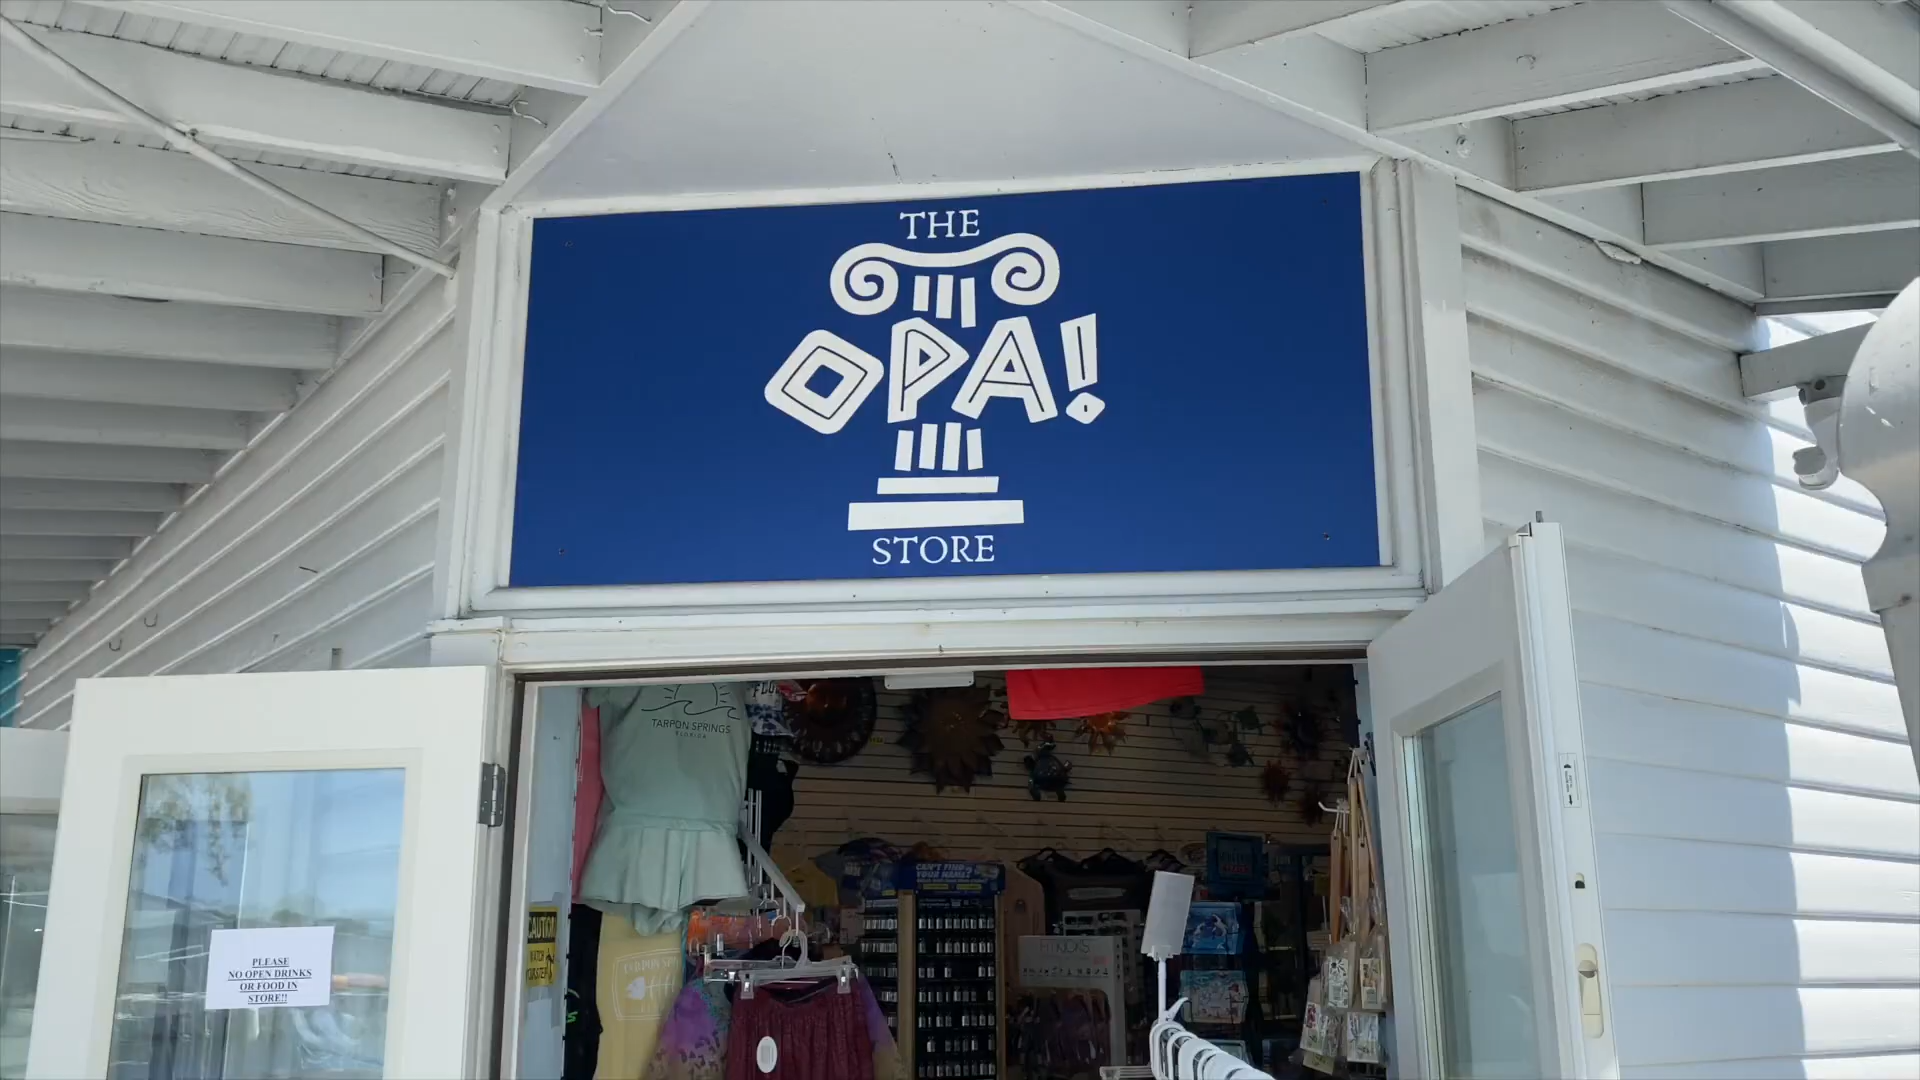 THE
OPA!
STORE
TARPON SPRINGS
FLORIDA
PLEASE
NO OPEN DRINKS
OR FOOD IN
STORE!!
CAUTION
WATCH
CAN'T FIND
YOUR NAME?